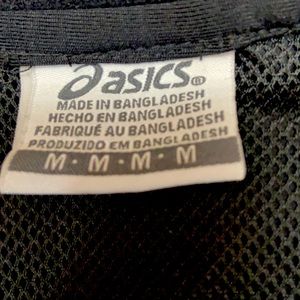 asics®
MADE IN BANGLADESH
HECHO EN BANGLADESH
FABRIQUÉ AU BANGLADESH
PRODUZIDO EM BANGLADESH
M · M · M · M